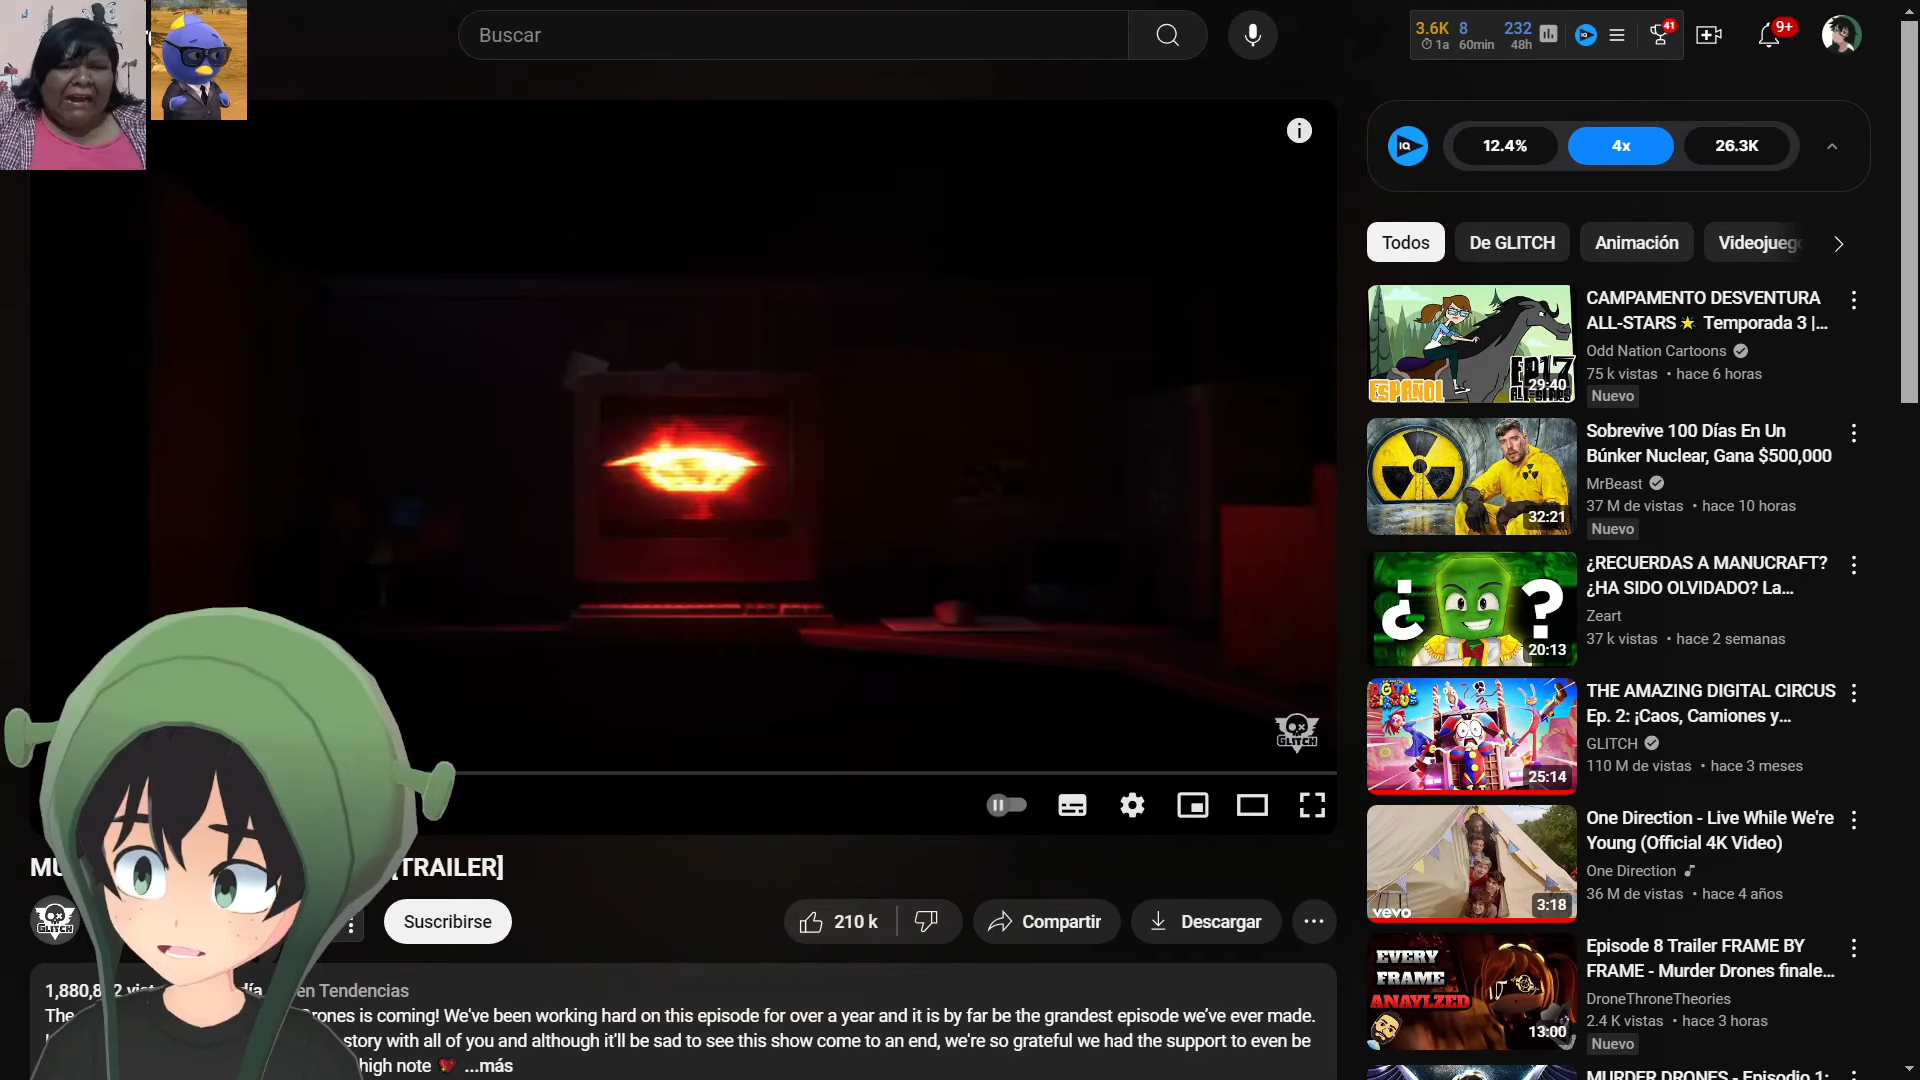 Buscar
3.6K 8 232
1a 60min 48h
41
9+
12.4% 4x 26.3K
IQ
Todos De GLITCH Animación
GLITCH
[TRAILER]
Suscribirse
210 k
Compartir
Descargar
en Tendencias
The
rones is coming! We've been working hard on this episode for over a year and it is by far be the grandest episode we've ever made.
story with all of you and although it'll be sad to see this show come to an end, we're so grateful we had the support to even be
high note ...más
ESPAÑOL
EP17
29:40
CAMPAMENTO DESVENTURA
ALL-STARS 🌟 Temporada 3 |...
Odd Nation Cartoons
75 k vistas • hace 6 horas
Nuevo
32:21
Sobrevive 100 Días En Un
Búnker Nuclear, Gana $500,000
MrBeast
37 M de vistas • hace 10 horas
Nuevo
¿ ?
20:13
¿RECUERDAS A MANUCRAFT?
¿HA SIDO OLVIDADO? La...
Zeart
37 k vistas • hace 2 semanas
DIGITAL
CIRCUS
25:14
THE AMAZING DIGITAL CIRCUS
Ep. 2: ¡Caos, Camiones y...
GLITCH
110 M de vistas • hace 3 meses
vevo
3:18
One Direction - Live While We're
Young (Official 4K Video)
One Direction
36 M de vistas • hace 4 años
EVERY
FRAME
ANAYLZED
13:00
Episode 8 Trailer FRAME BY
FRAME - Murder Drones finale...
DroneThroneTheories
2.4 K vistas • hace 3 horas
Nuevo
MURDER DRONES - Episodio 1: